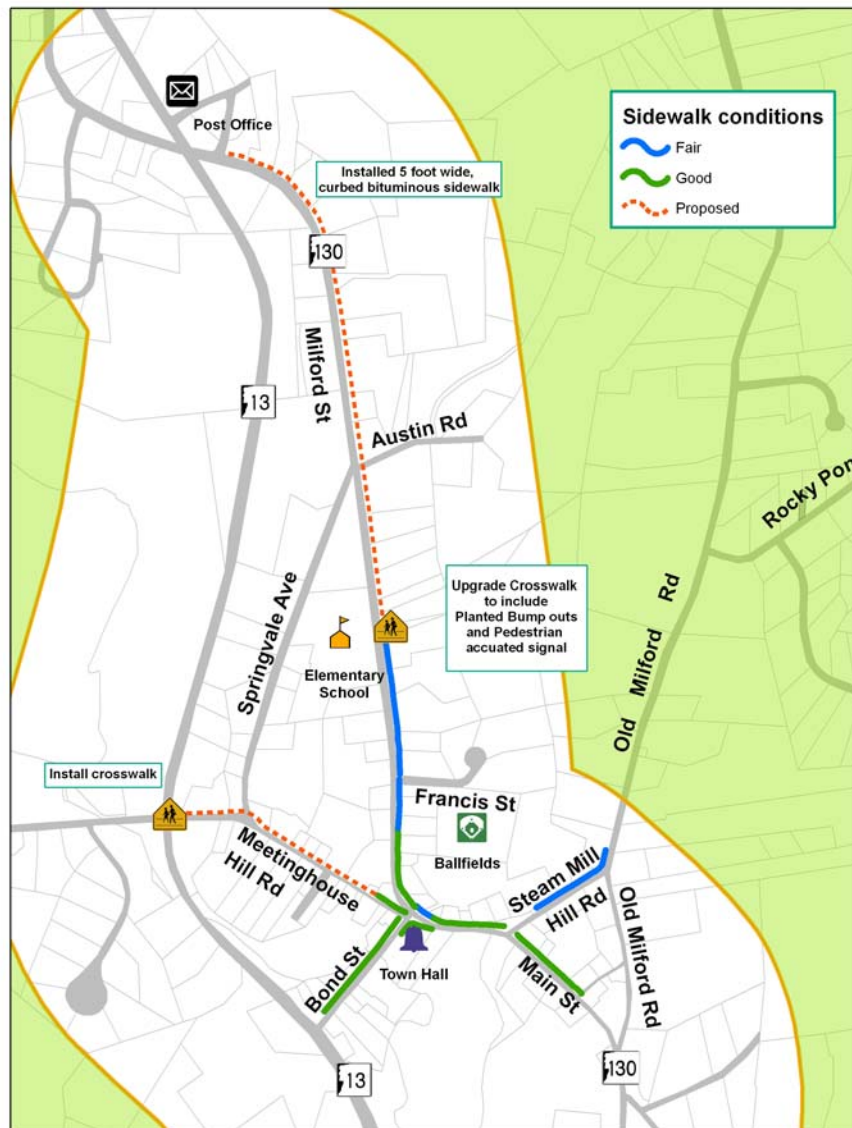 Post Office
Sidewalk conditions
Fair
Good
Proposed
Installed 5 foot wide,
curbed bituminous sidewalk
130
Milford St
13
Austin Rd
Rocky Pon
Old Milford Rd
Springvale Ave
Upgrade Crosswalk
to include
Planted Bump outs
and Pedestrian
accuated signal
Elementary
School
Install crosswalk
Francis St
Ballfields
Meetinghouse
Hill Rd
Steam Mill
Hill Rd
Old Milford Rd
Bond St
Town Hall
Main St
13
130